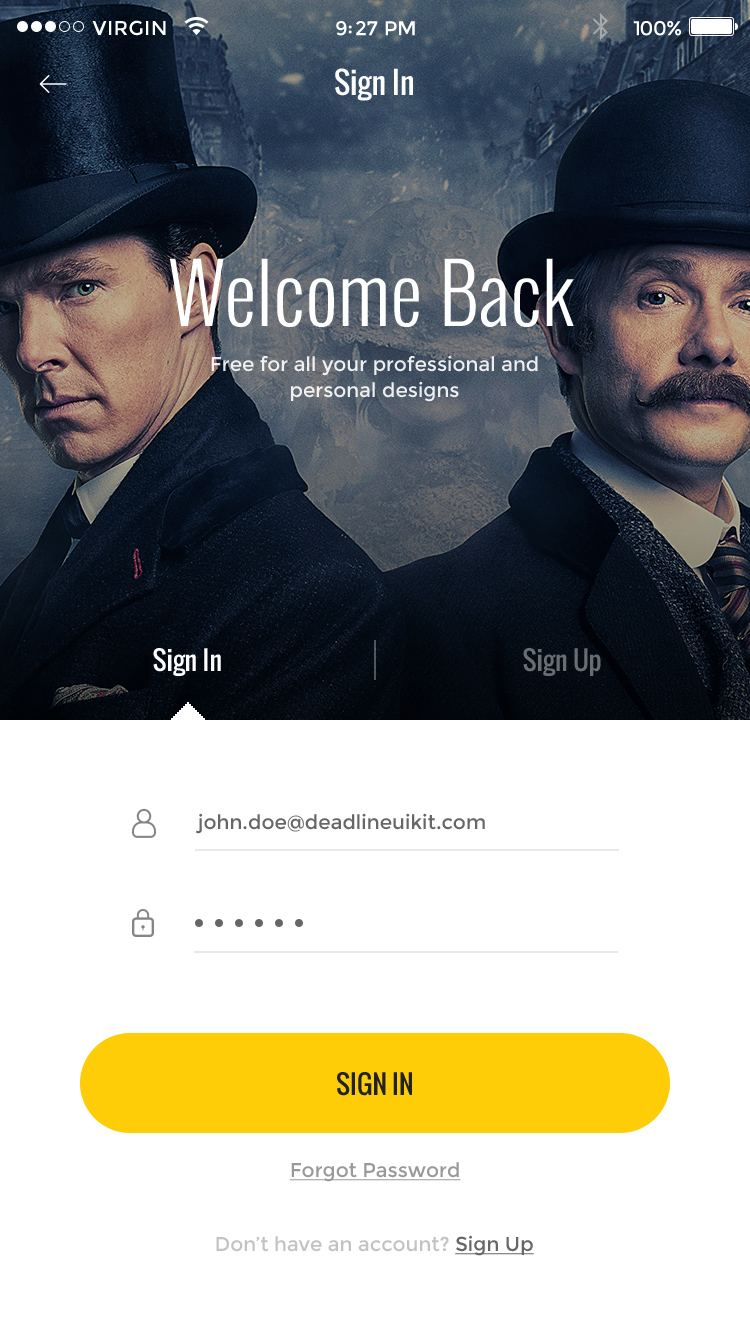 VIRGIN 9:27 PM 100%
Sign In
Welcome Back
Free for all your professional and
personal designs
Sign In Sign Up
john.doe@deadlineuikit.com
SIGN IN
Forgot Password
Don’t have an account? Sign Up